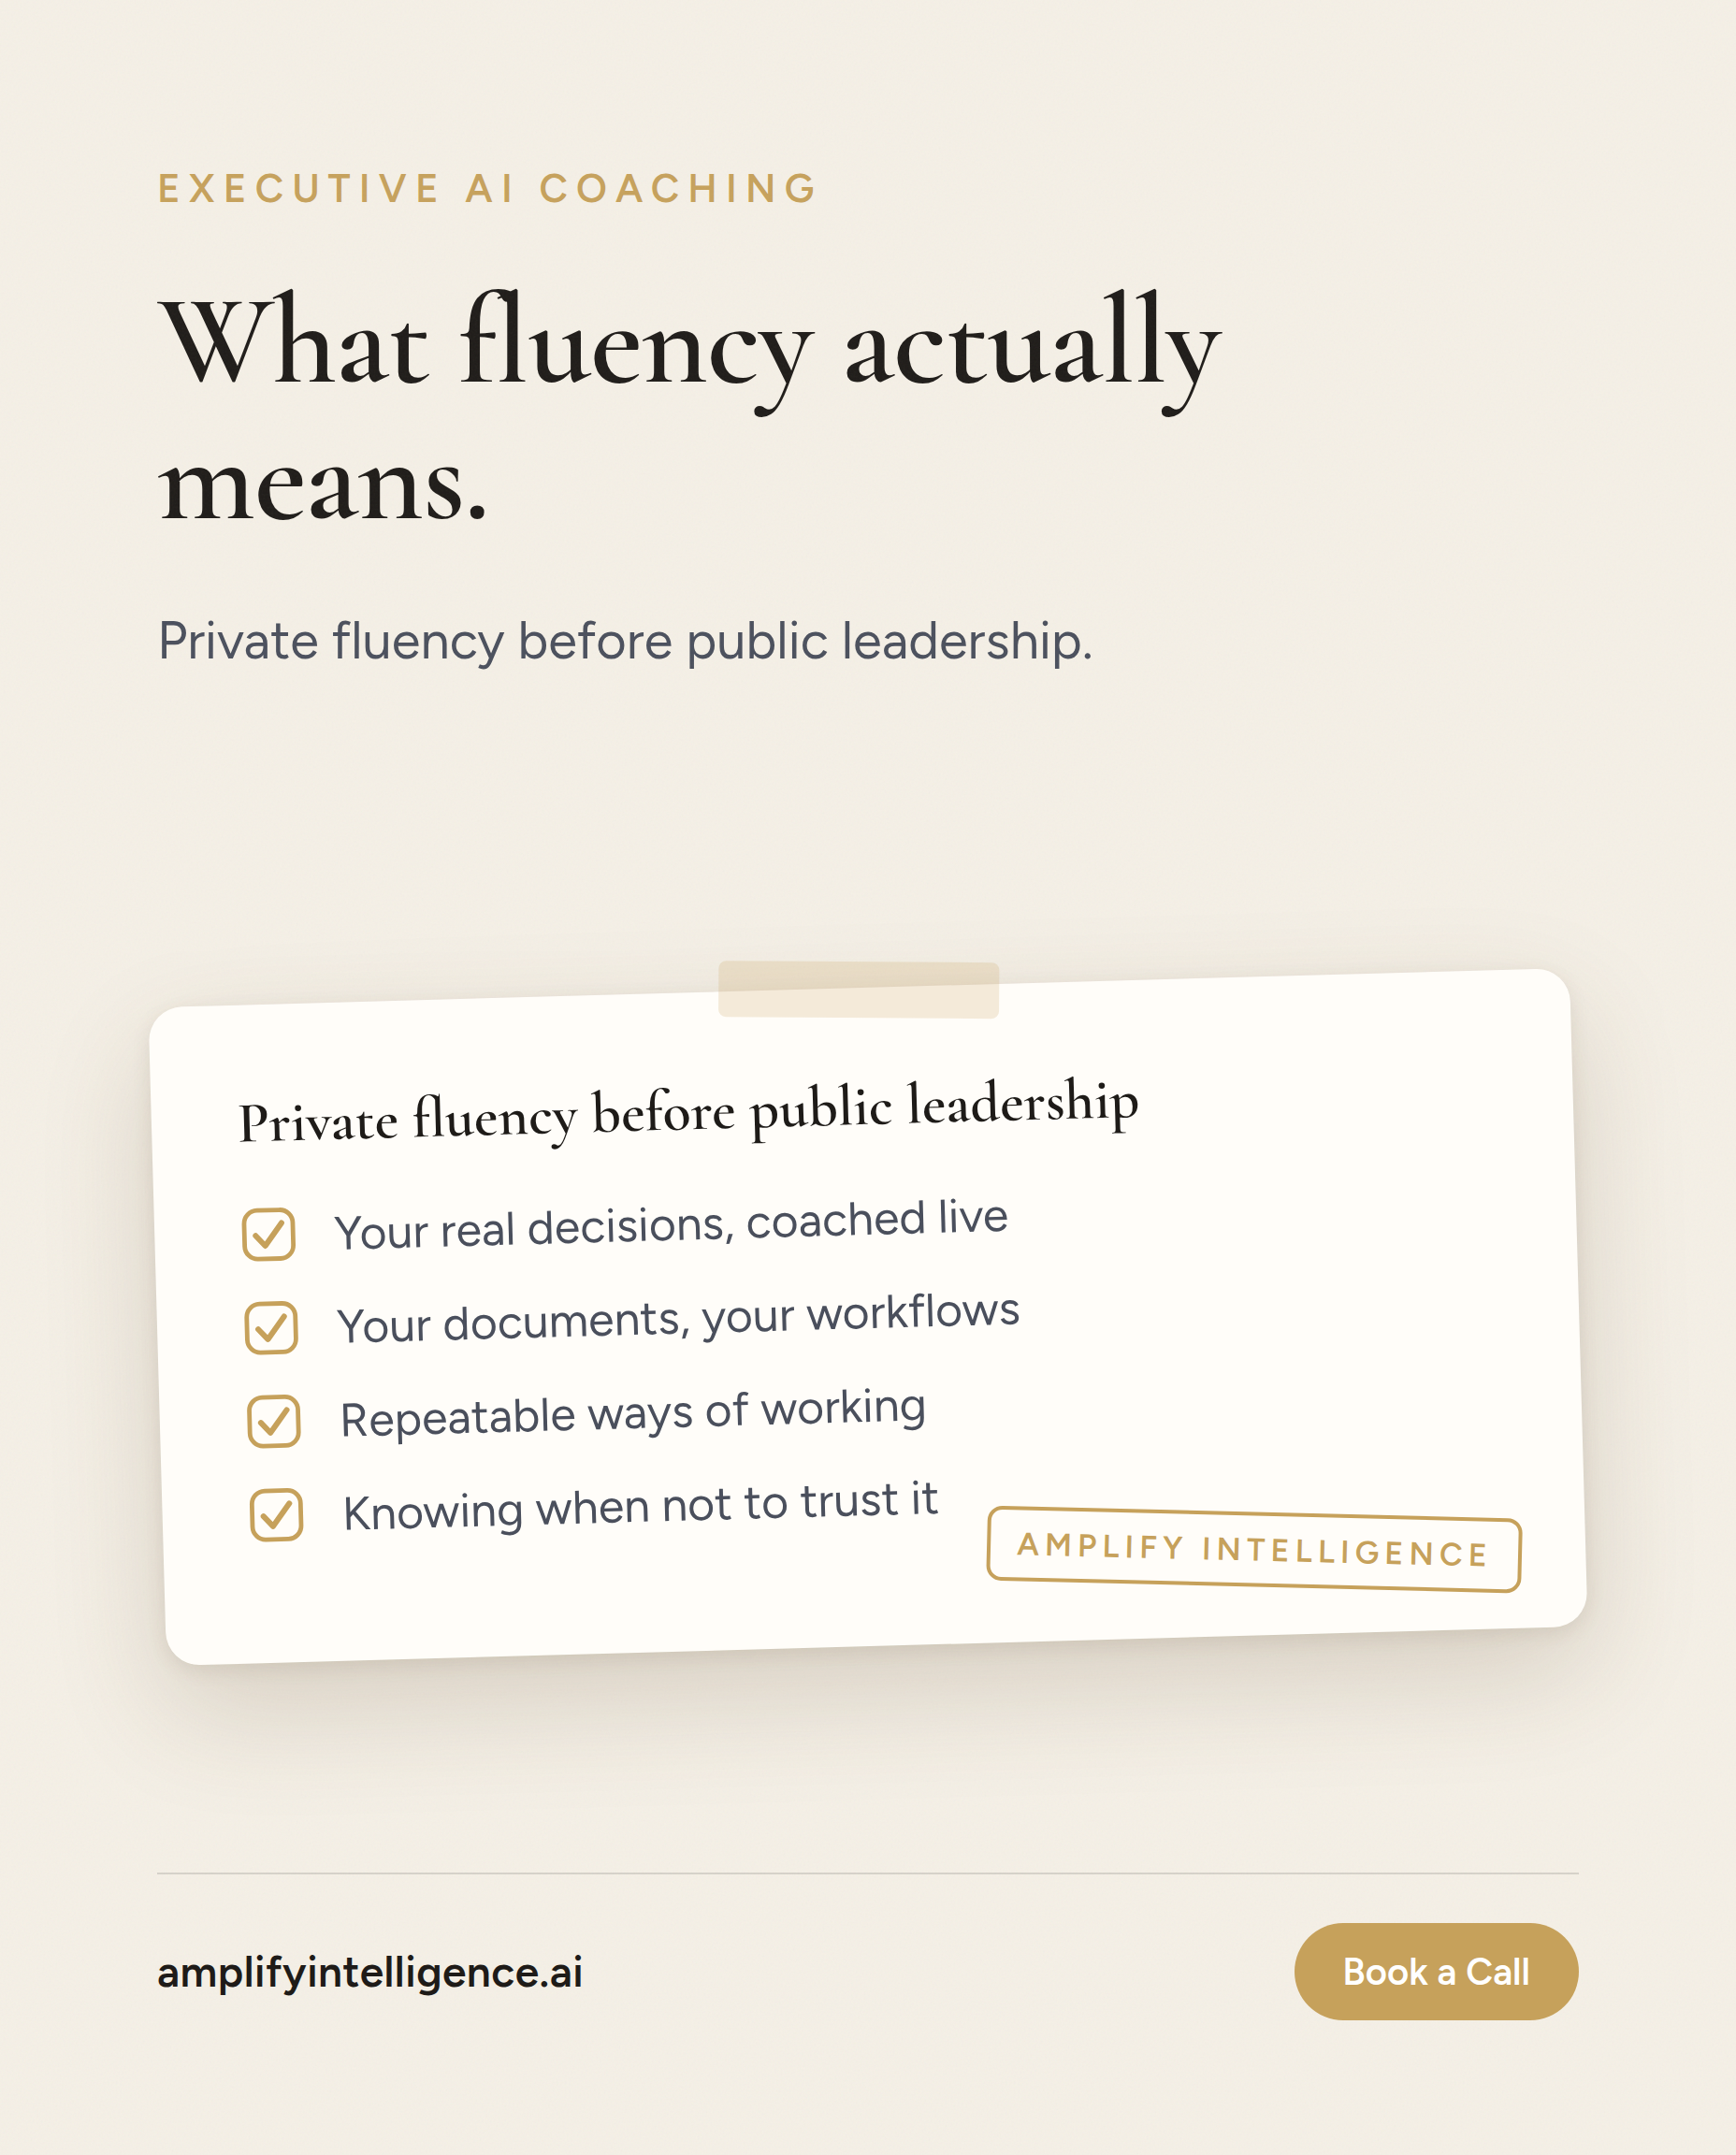 EXECUTIVE AI COACHING
What fluency actually
means.
Private fluency before public leadership.
Private fluency before public leadership
Your real decisions, coached live
Your documents, your workflows
Repeatable ways of working
Knowing when not to trust it
AMPLIFY INTELLIGENCE
amplifyintelligence.ai
Book a Call